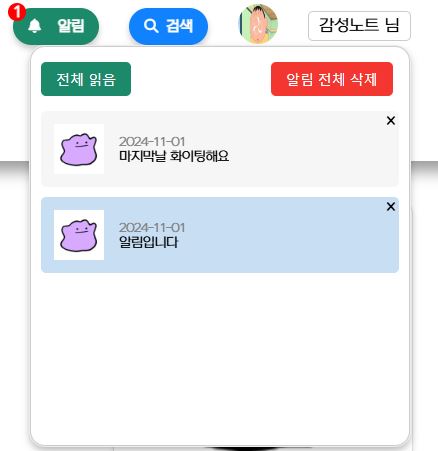 1
알림
검색
감성노트 님
전체 읽음
알림 전체 삭제
×
2024-11-01
마지막날 화이팅해요
×
2024-11-01
알림입니다